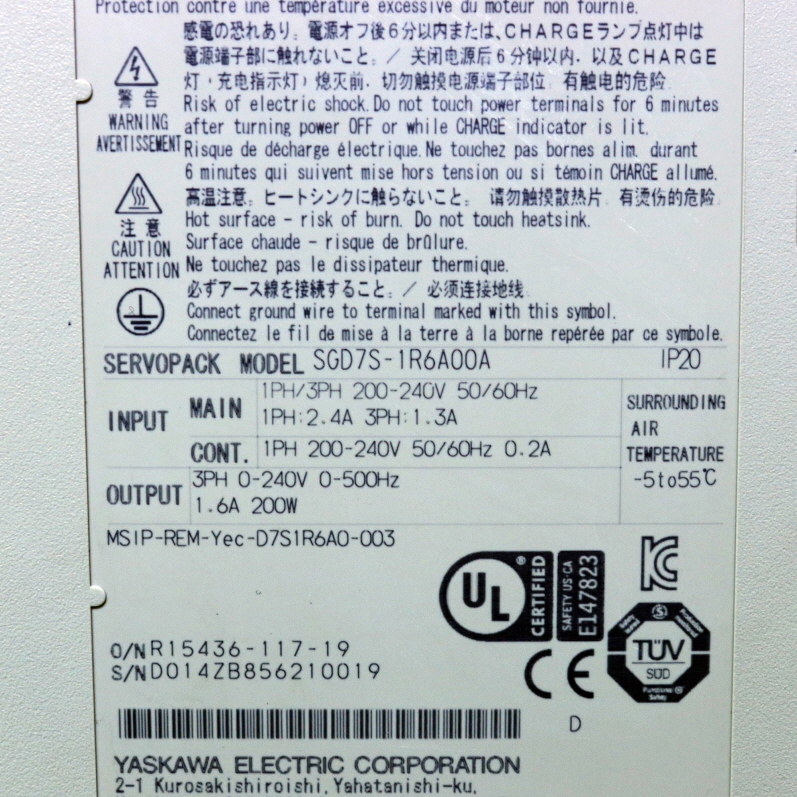 Protection contre une température excessive du moteur non fournie.
感電の恐れあり。電源オフ後6分以内または、CHARGEランプ点灯中は
電源端子部に触れないこと。/ 关闭电源后6分钟以内、以及CHARGE
灯(充电指示灯)熄灭前,切勿触摸电源端子部位,有触电的危险
警告
WARNING
AVERTISSEMENT
Risk of electric shock.Do not touch power terminals for 6 minutes
after turning power OFF or while CHARGE indicator is lit.
Risque de décharge électrique.Ne touchez pas bornes alim. durant
6 minutes qui suivent mise hors tension ou si témoin CHARGE allumé.
高温注意。ヒートシンクに触らないこと。 请勿触摸散热片,有烫伤的危险
注意
CAUTION
ATTENTION
Hot surface - risk of burn. Do not touch heatsink.
Surface chaude - risque de brûlure.
Ne touchez pas le dissipateur thermique.
必ずアース線を接続すること。/ 必须连接地线
Connect ground wire to terminal marked with this symbol.
Connectez le fil de mise à la terre à la borne repérée par ce symbole.
SERVOPACK MODEL SGD7S-1R6A00A IP20
INPUT
MAIN
1PH/3PH 200-240V 50/60Hz
1PH:2.4A 3PH:1.3A
CONT. 1PH 200-240V 50/60Hz 0.2A
SURROUNDING
AIR
TEMPERATURE
-5to55℃
OUTPUT
3PH 0-240V 0-500Hz
1.6A 200W
MSIP-REM-Yec-D7S1R6A0-003
UL ®
CERTIFIED
SAFETY US·CA
E147823
TÜV
SÜD
Functional
Safety
CE
O/N R15436-117-19
S/N D014ZB856210019
D
YASKAWA ELECTRIC CORPORATION
2-1 Kurosakishiroishi, Yahatanishi-ku,